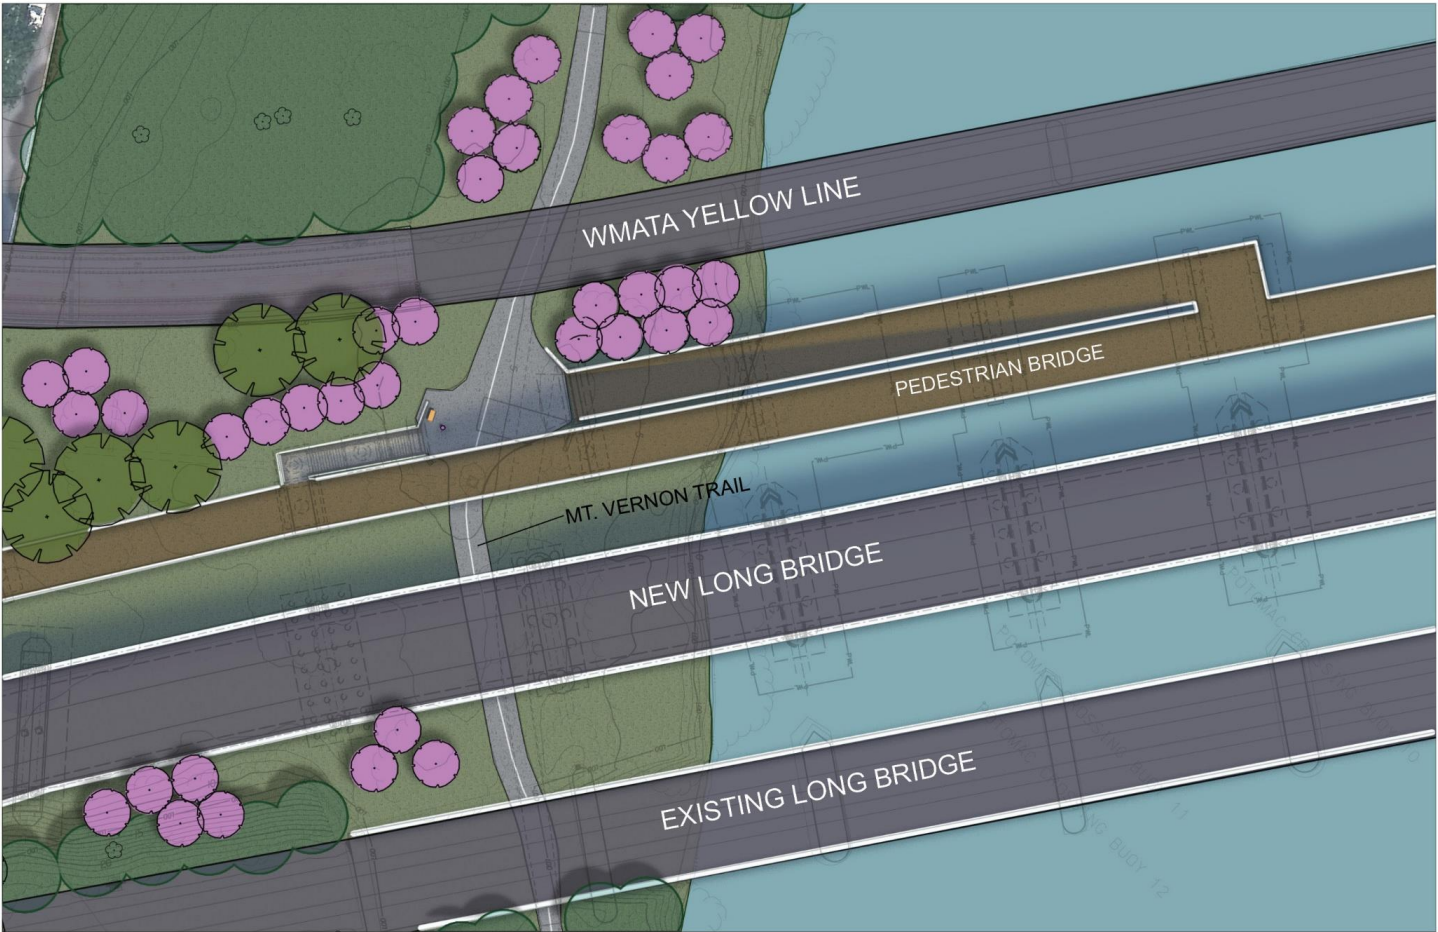 WMATA YELLOW LINE
PEDESTRIAN BRIDGE
MT. VERNON TRAIL
NEW LONG BRIDGE
EXISTING LONG BRIDGE